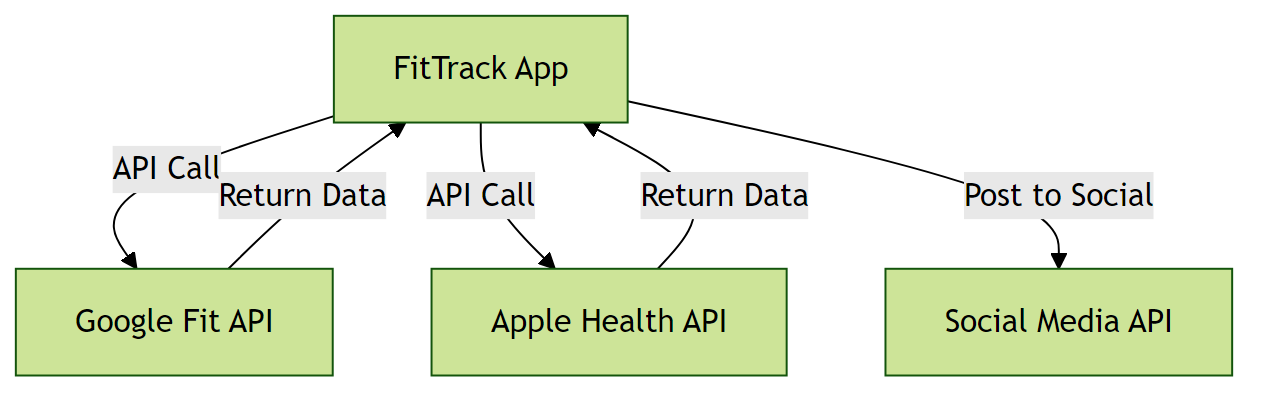 FitTrack App
API Call
Return Data
API Call
Return Data
Post to Social
Google Fit API
Apple Health API
Social Media API